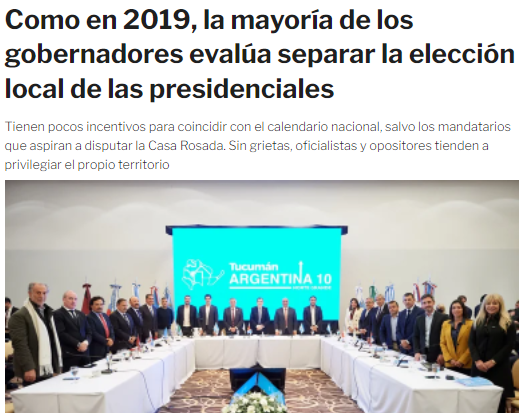 Como en 2019, la mayoría de los
gobernadores evalúa separar la elección
local de las presidenciales
Tienen pocos incentivos para coincidir con el calendario nacional, salvo los mandatarios
que aspiran a disputar la Casa Rosada. Sin grietas, oficialistas y opositores tienden a
privilegiar el propio territorio
Tucumán
ARGENTINA 10